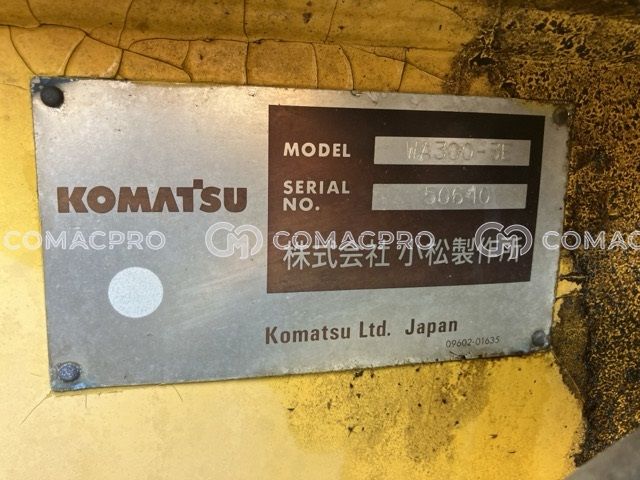 MODEL WA300-3E
KOMATSU
SERIAL NO. 50640
COMACPRO COMACPRO COMACPRO
株式会社 小松製作所
Komatsu Ltd. Japan
09602-01635